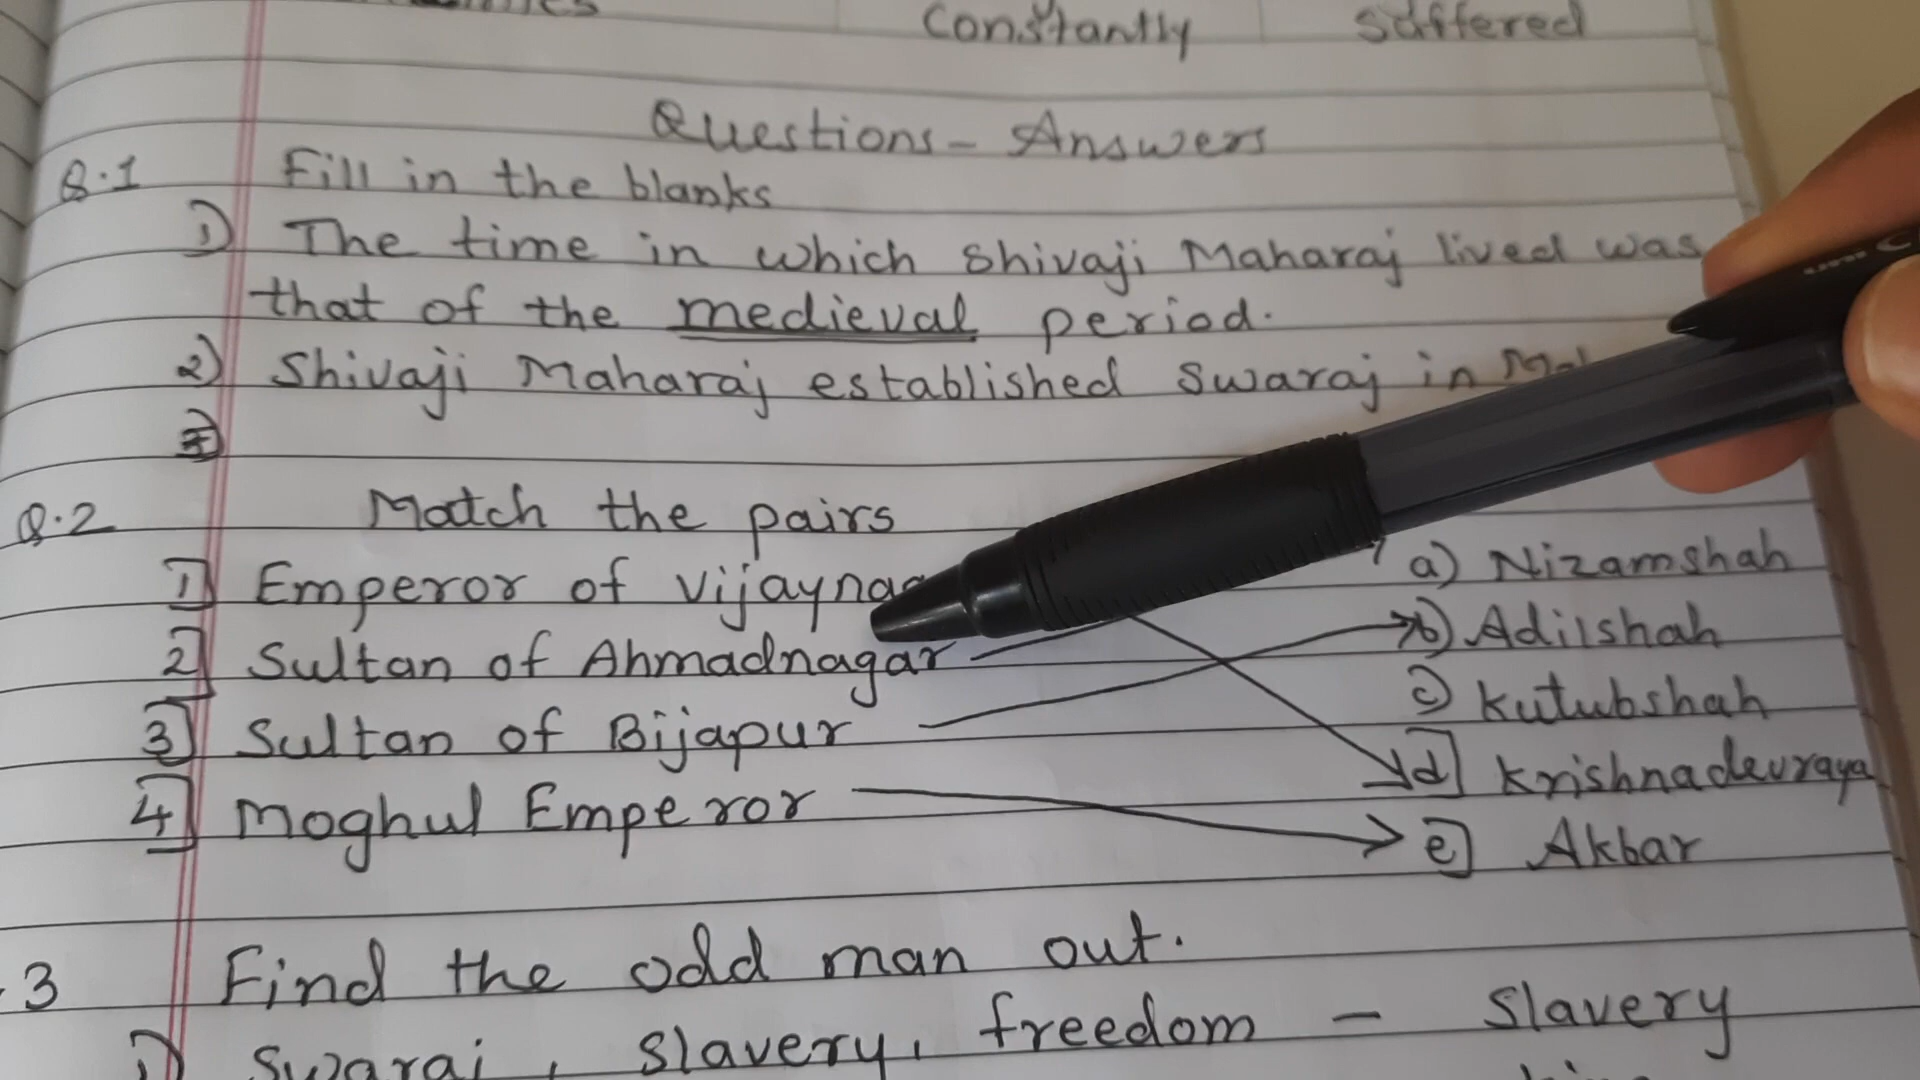 Constantly suffered
Questions - Answers
Q.1 Fill in the blanks
1) The time in which Shivaji Maharaj lived was
that of the medieval period.
2) Shivaji Maharaj established Swaraj in
Q.2 Match the pairs
1] Emperor of a) Nizamshah
2] Sultan of Ahmadnagar b) Adilshah
3] Sultan of Bijapur c) Kutubshah
d] Krishnadevraya
4] Moghul Emperor e] Akbar
3 Find the odd man out.
1) Swaraj, slavery, freedom - slavery